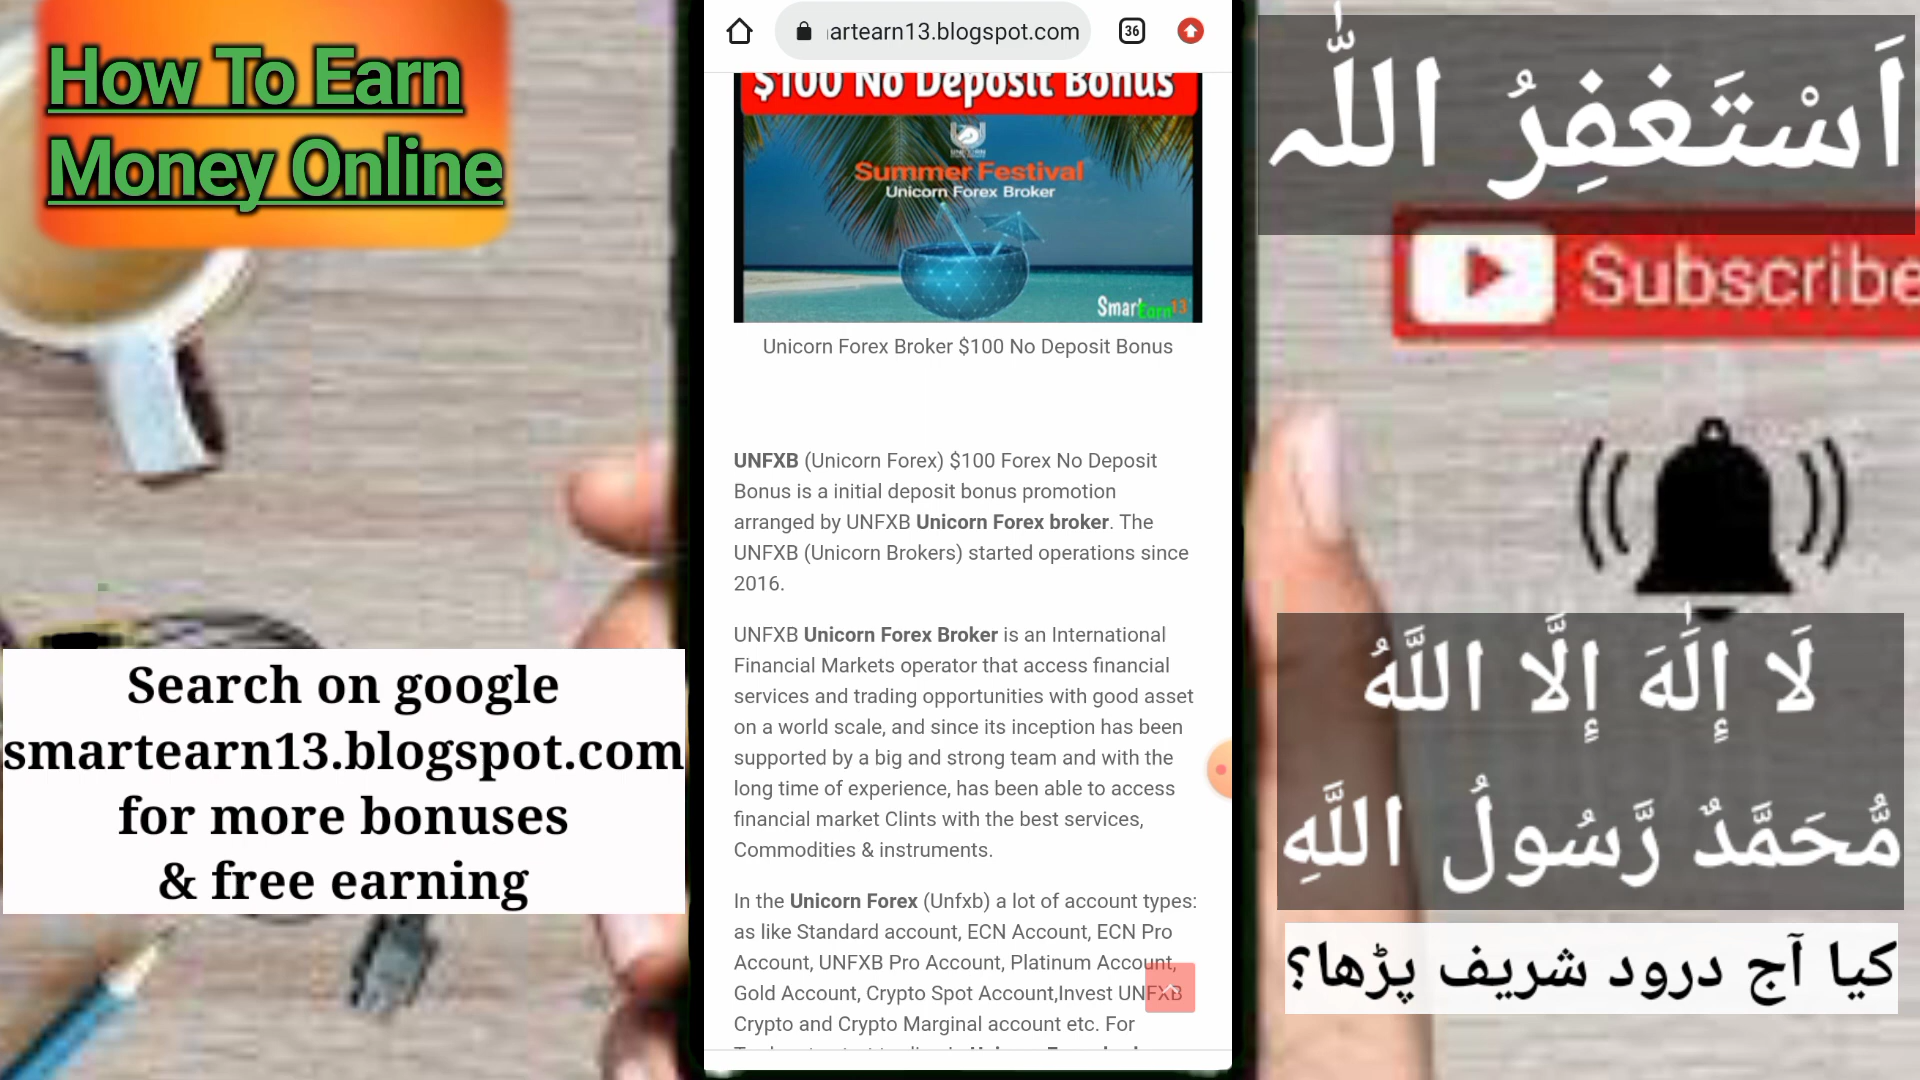 How To Earn
Money Online
Search on google
smartearn13.blogspot.com
for more bonuses
& free earning
artearn13.blogspot.com
36
$100 No Deposit Bonus
Summer Festival
Unicorn Forex Broker
SmartEarn13
Unicorn Forex Broker $100 No Deposit Bonus
UNFXB (Unicorn Forex) $100 Forex No Deposit
Bonus is a initial deposit bonus promotion
arranged by UNFXB Unicorn Forex broker. The
UNFXB (Unicorn Brokers) started operations since
2016.
UNFXB Unicorn Forex Broker is an International
Financial Markets operator that access financial
services and trading opportunities with good asset
on a world scale, and since its inception has been
supported by a big and strong team and with the
long time of experience, has been able to access
financial market Clints with the best services,
Commodities & instruments.
In the Unicorn Forex (Unfxb) a lot of account types:
as like Standard account, ECN Account, ECN Pro
Account, UNFXB Pro Account, Platinum Account,
Gold Account, Crypto Spot Account,Invest UNFXB
Crypto and Crypto Marginal account etc. For
اَسْتَغفِرُ اللّٰہ
Subscribe
لَا إِلَٰهَ إِلَّا اللَّهُ
مُّحَمَّدٌ رَّسُولُ اللَّهِ
کیا آج درود شریف پڑھا؟